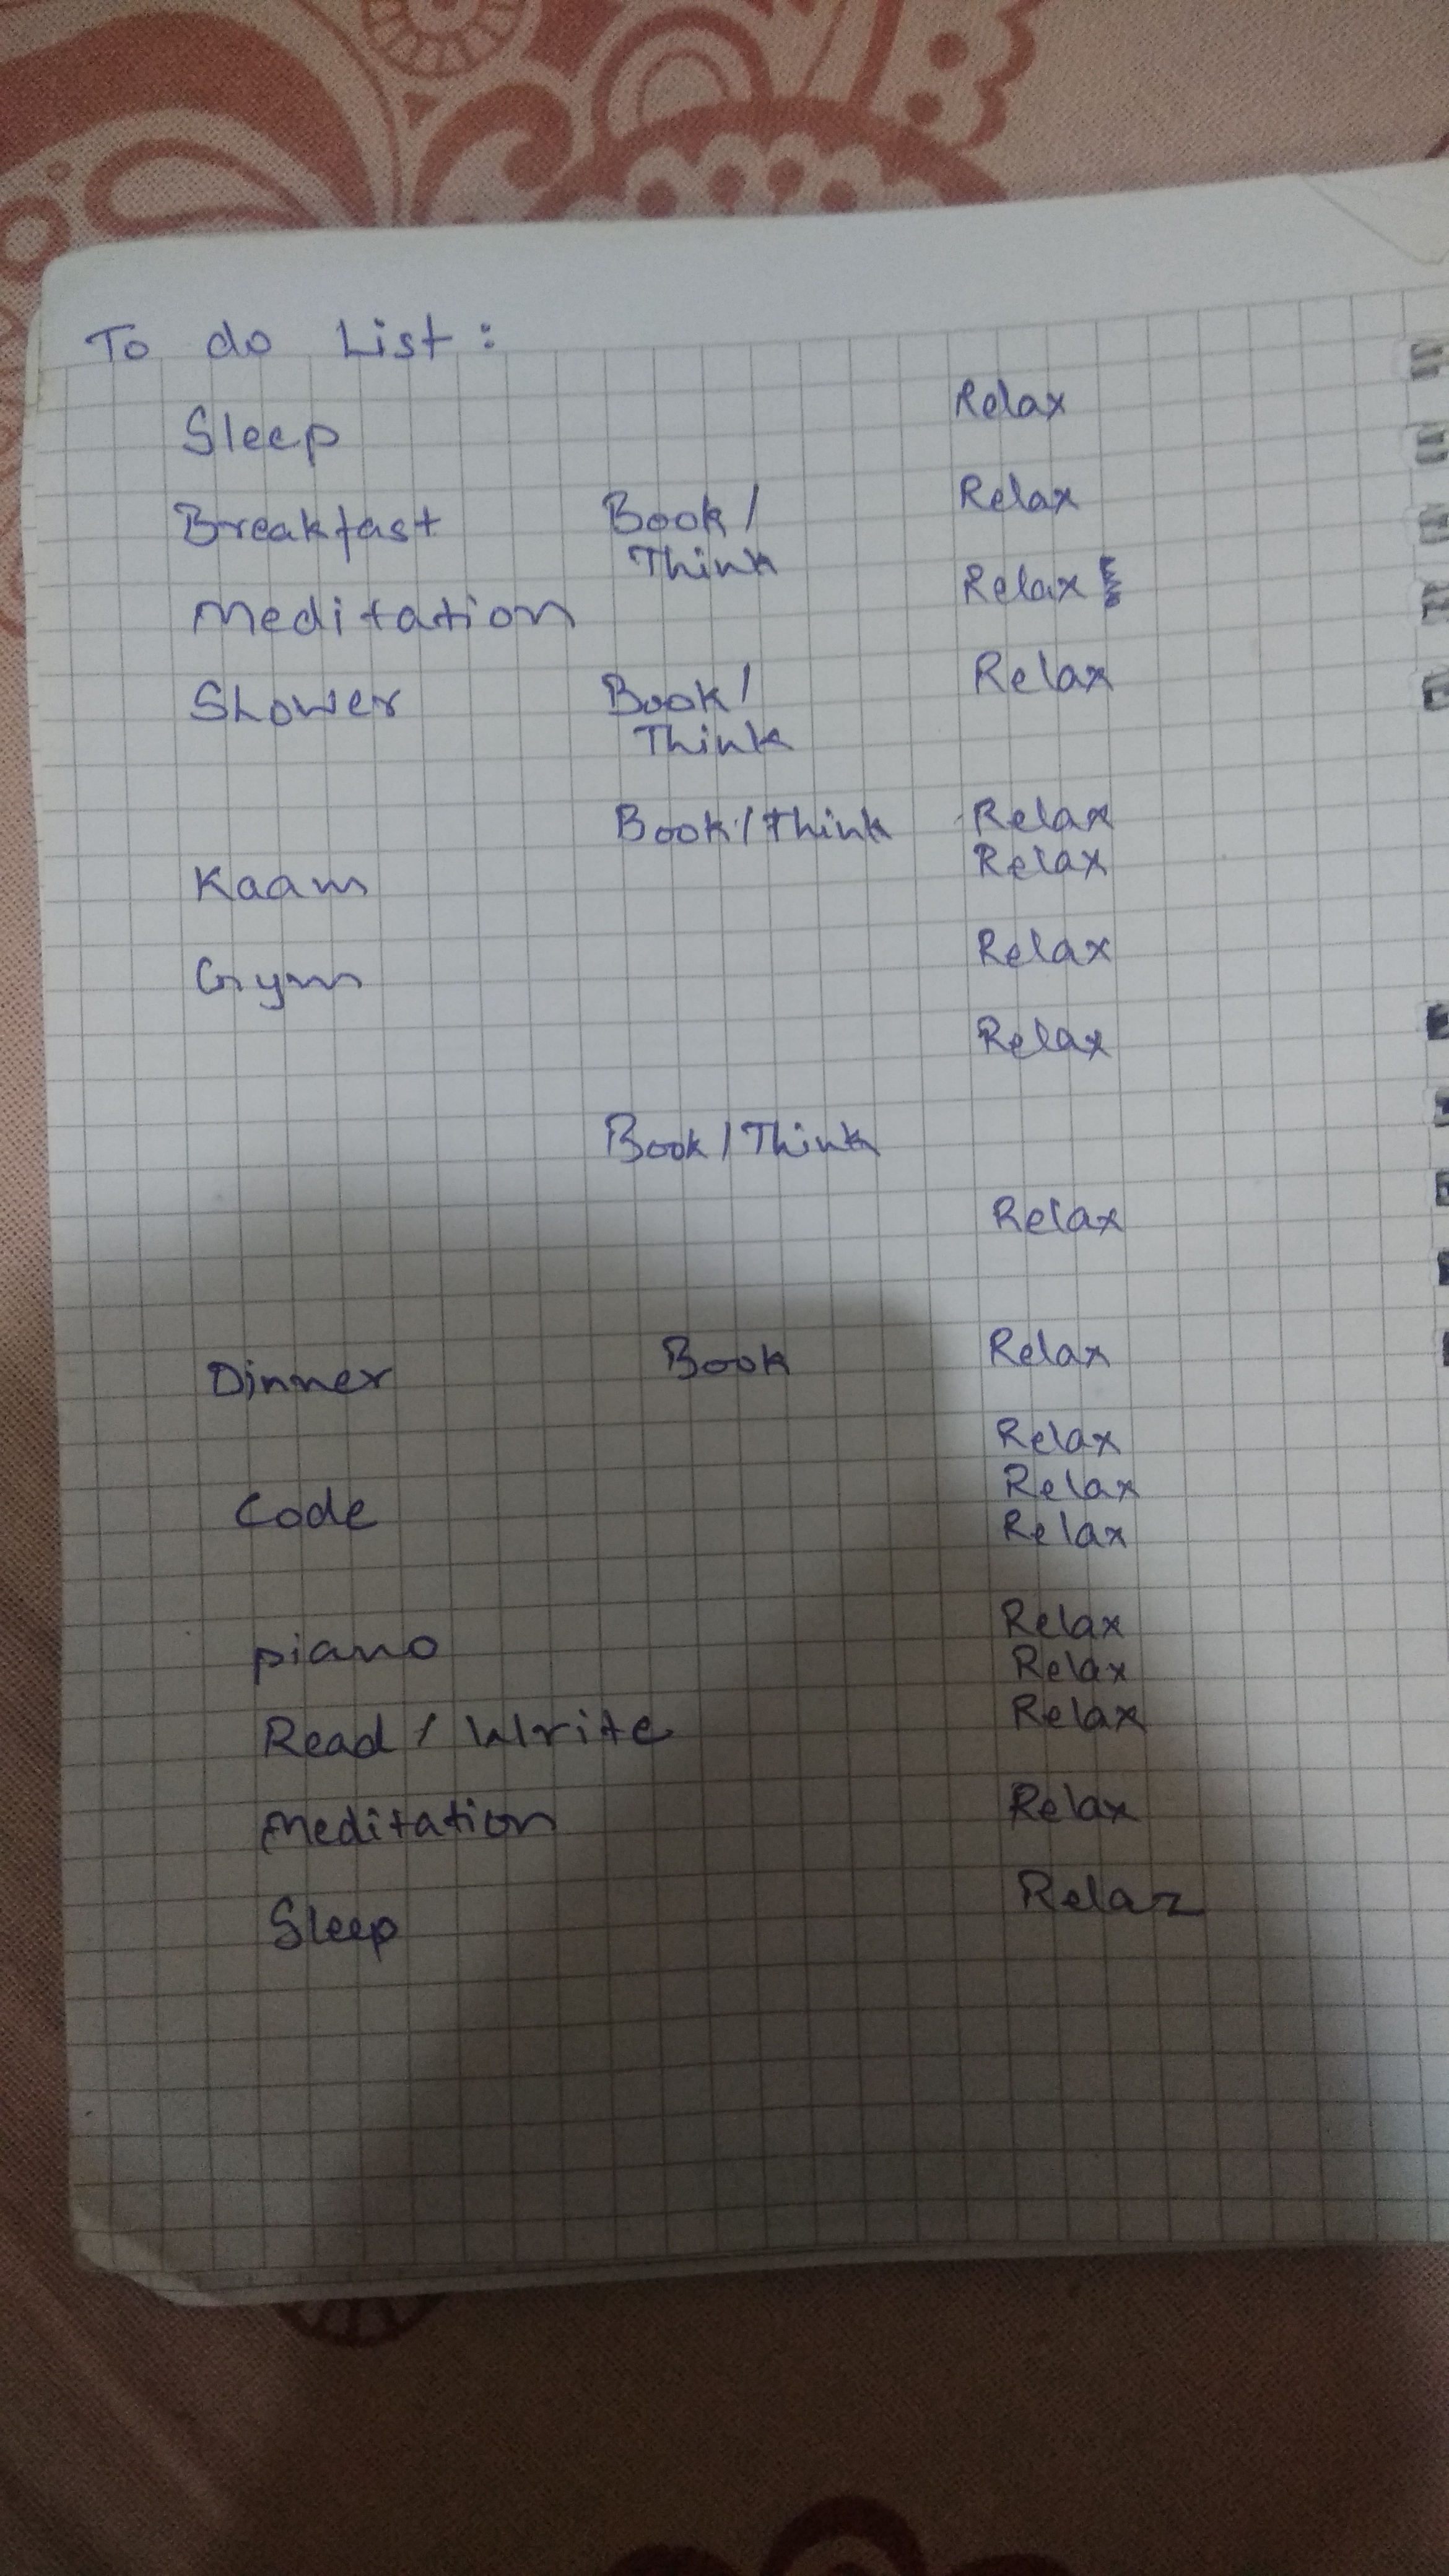 To do List:
Relax
Sleep
Breakfast Book/ Relax
Think
Meditation Relax
Shower Book/ Relax
Think
Book/Think Relax
Relax
Kaam
Gym Relax
Relax
Book/Think
Relax
Dinner Book Relax
Relax
Relax
Code Relax
Relax
piano Relax
Read / Write Relax
Meditation Relax
Sleep Relaz